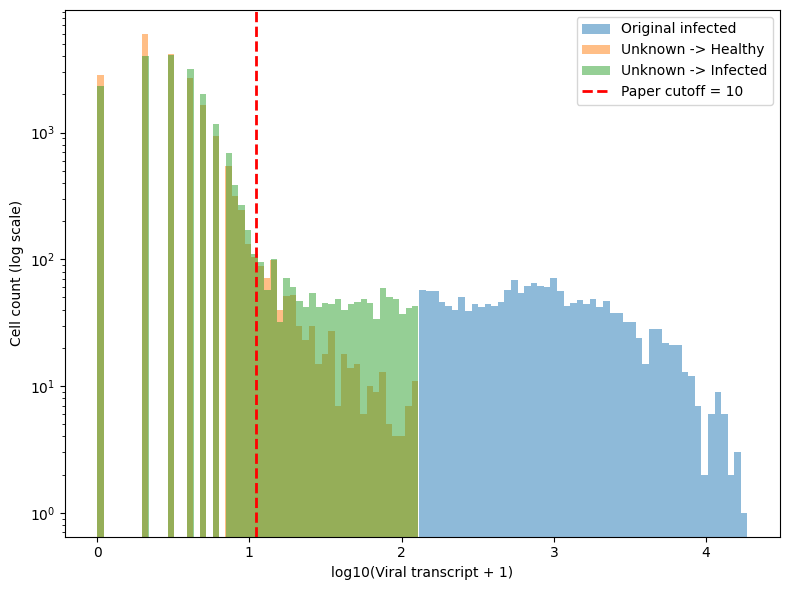 Original infected
Unknown -> Healthy
Unknown -> Infected
Paper cutoff = 10
Cell count (log scale)
10³
10²
10¹
10⁰
0 1 2 3 4
log10(Viral transcript + 1)